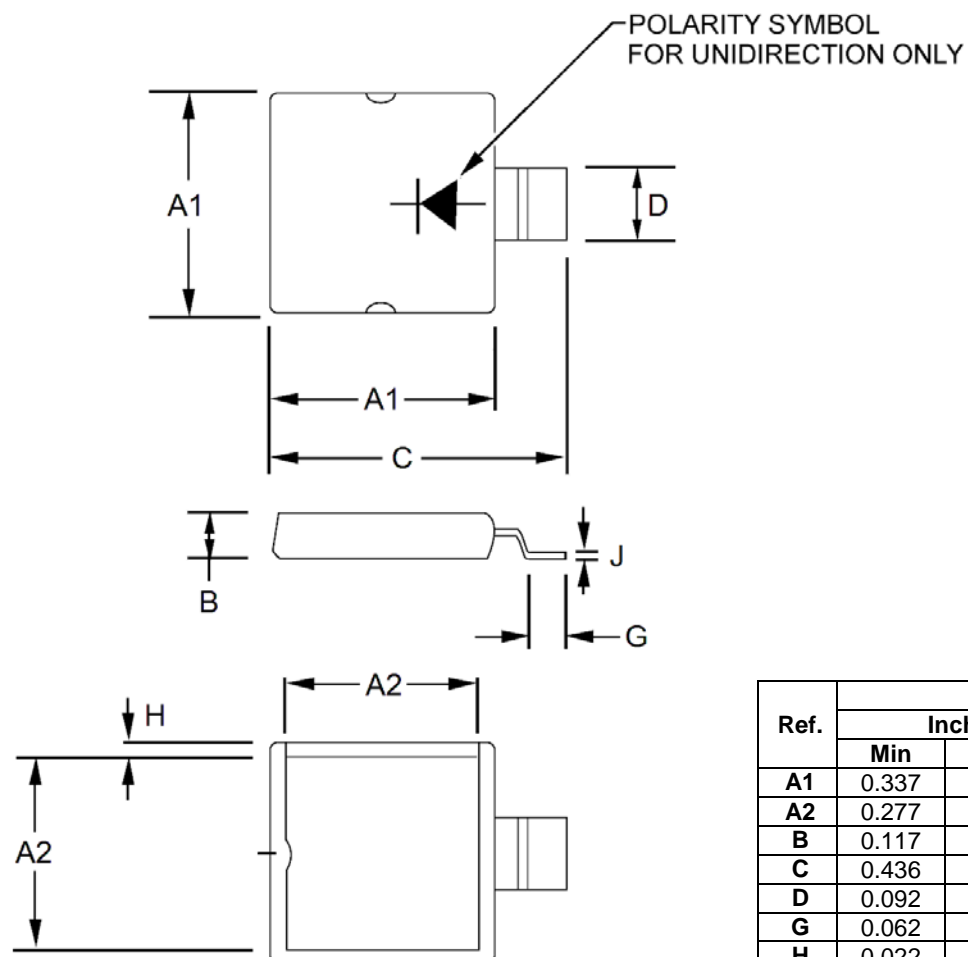 POLARITY SYMBOL
FOR UNIDIRECTION ONLY
A1
D
A1
C
J
B
G
A2
H
A2
Ref.
Min
A1 0.337
A2 0.277
B 0.117
C 0.436
D 0.092
G 0.062
H 0.022